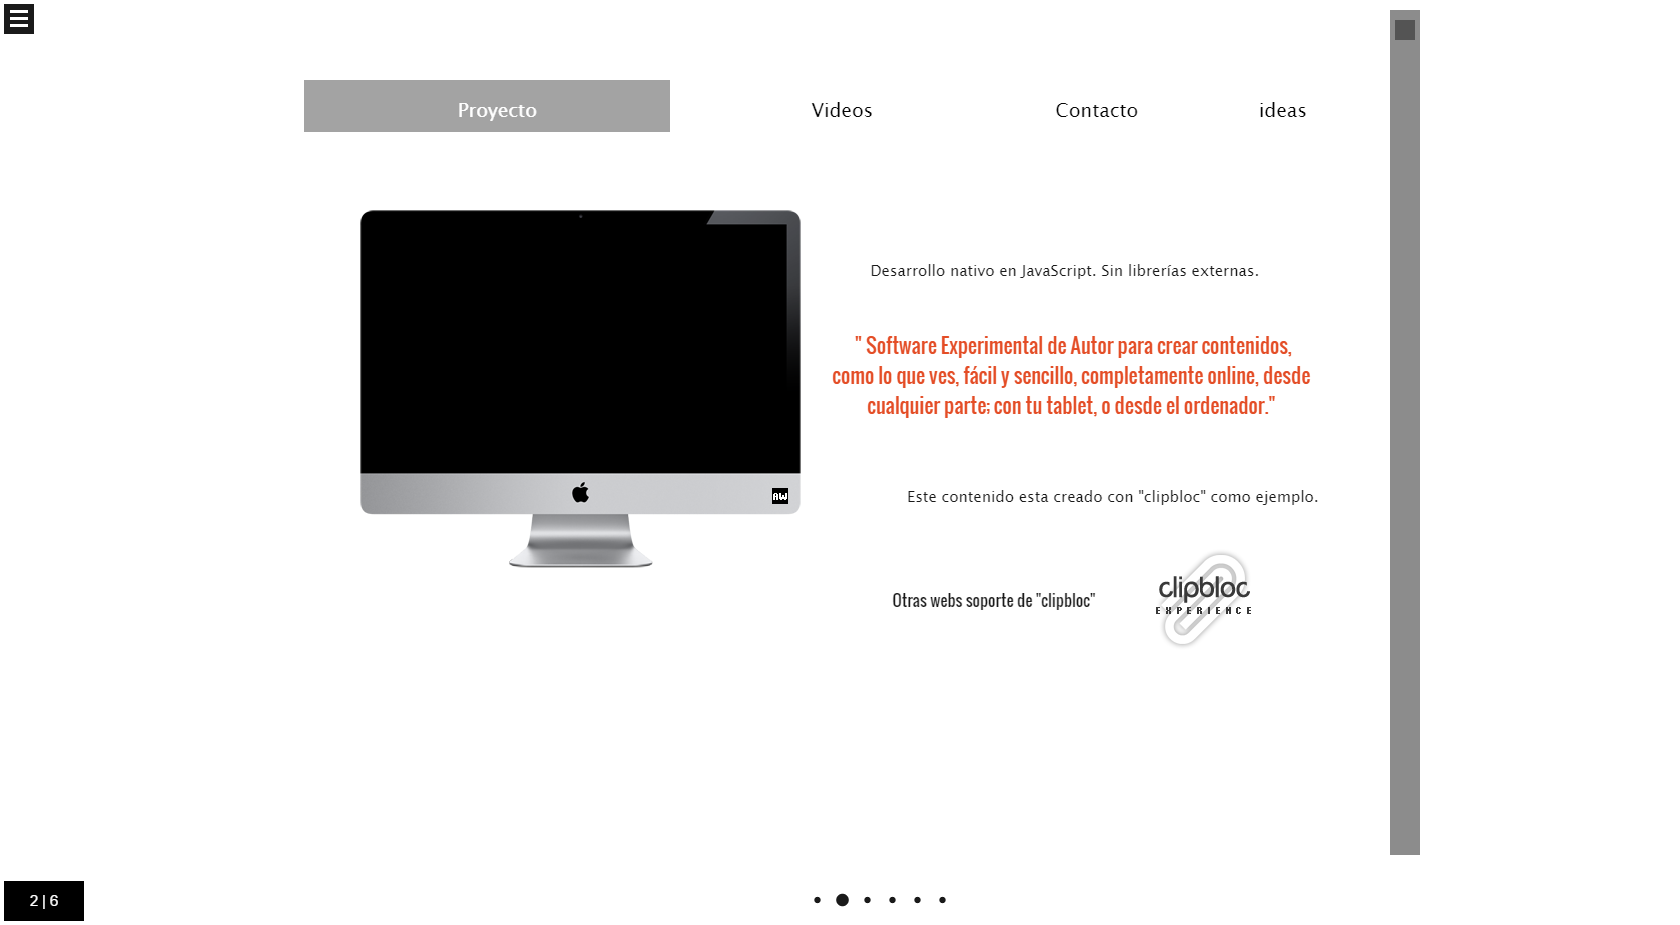 Proyecto
Videos
Contacto
ideas
Desarrollo nativo en JavaScript. Sin librerías externas.
" Software Experimental de Autor para crear contenidos,
como lo que ves, fácil y sencillo, completamente online, desde
cualquier parte; con tu tablet, o desde el ordenador."
AW
Este contenido esta creado con "clipbloc" como ejemplo.
Otras webs soporte de "clipbloc"
clipbloc
EXPERIENCE
2 | 6